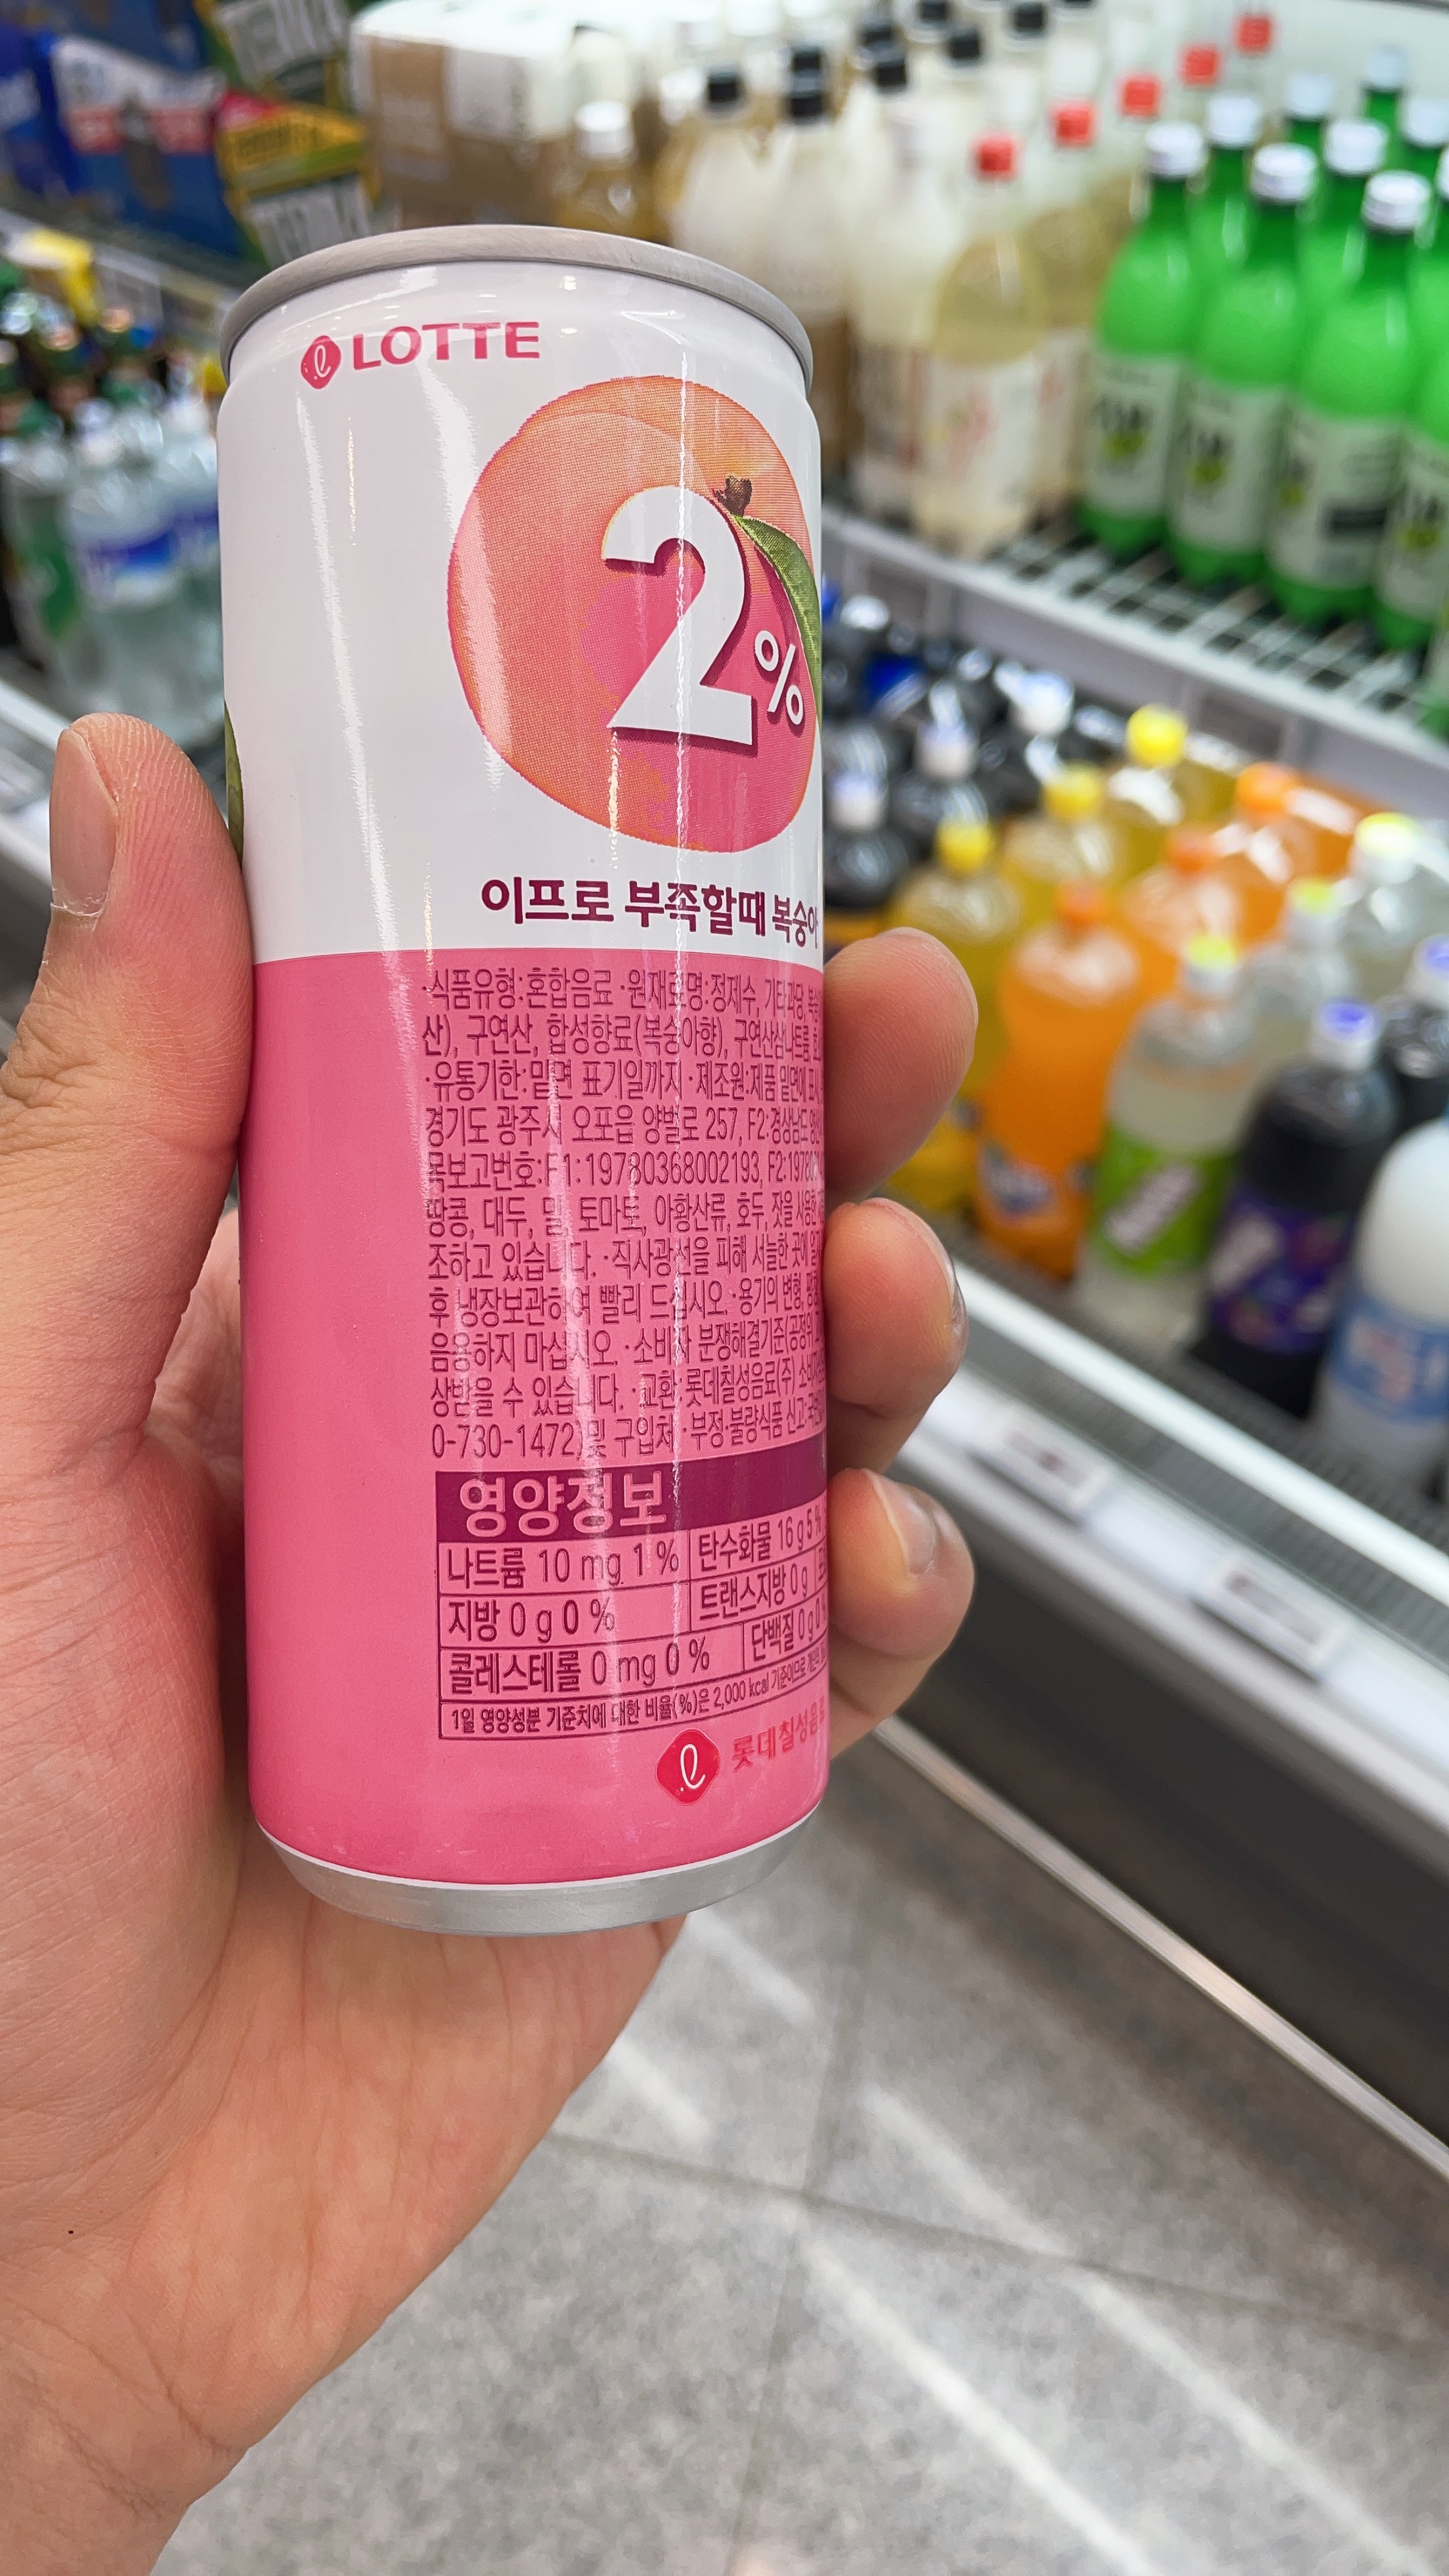 LOTTE
2%
이프로 부족할때 복숭아
·식품유형:혼합음료 ·원재료명:정제수, 기타과당,
산), 구연산, 합성향료(복숭아향), 구연산삼나트륨,
·유통기한:밑면 표기일까지 ·제조원:제품 밑면에 표시
경기도 광주시 오포읍 양벌로 257, F2:경상남도
목보고번호:F1:19780368002193, F2:1978
땅콩, 대두, 밀, 토마토, 아황산류, 호두, 잣을
조하고 있습니다. ·직사광선을 피해 서늘한 곳에
후 냉장보관하여 빨리 드십시오. ·용기의 변형,
음용하지 마십시오. ·소비자 분쟁해결기준(공정위
상받을 수 있습니다. ·교환:롯데칠성음료(주)
0-730-1472)및 구입처 ·부정·불량식품 신고:
영양정보
나트륨 10 mg 1 % 탄수화물 16 g 5 %
지방 0 g 0 % 트랜스지방 0 g
콜레스테롤 0 mg 0 % 단백질 0 g 0 %
1일 영양성분 기준치에 대한 비율(%)은 2,000 kcal 기준이므로
롯데칠성음료